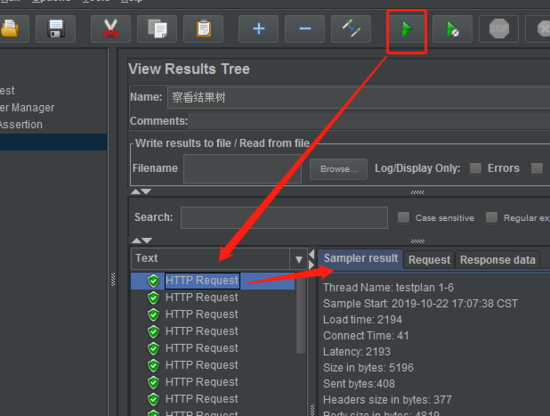 Options
Tools
Help
STOP
est
er Manager
Assertion
View Results Tree
Name: 察看结果树
Comments:
Write results to file / Read from file
Filename Browse... Log/Display Only: Errors
Search: Case sensitive Regular ex
Text
HTTP Request
HTTP Request
HTTP Request
HTTP Request
HTTP Request
HTTP Request
HTTP Request
HTTP Request
Sampler result Request Response data
Thread Name: testplan 1-6
Sample Start: 2019-10-22 17:07:38 CST
Load time: 2194
Connect Time: 41
Latency: 2193
Size in bytes: 5196
Sent bytes:408
Headers size in bytes: 377
Body size in bytes: 4819